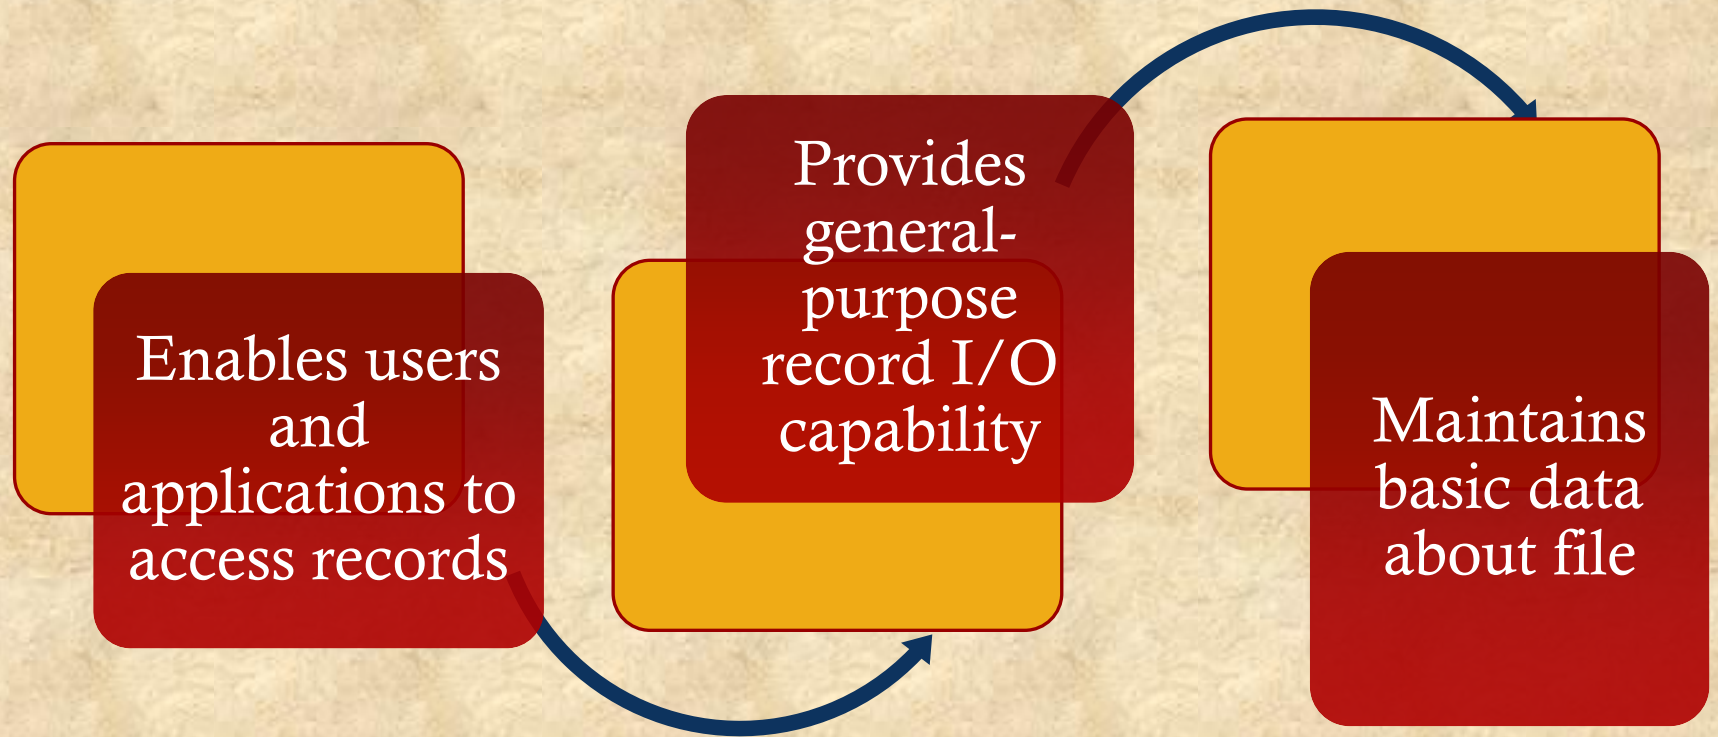 Enables users
and
applications to
access records
Provides
general-
purpose
record I/O
capability
Maintains
basic data
about file